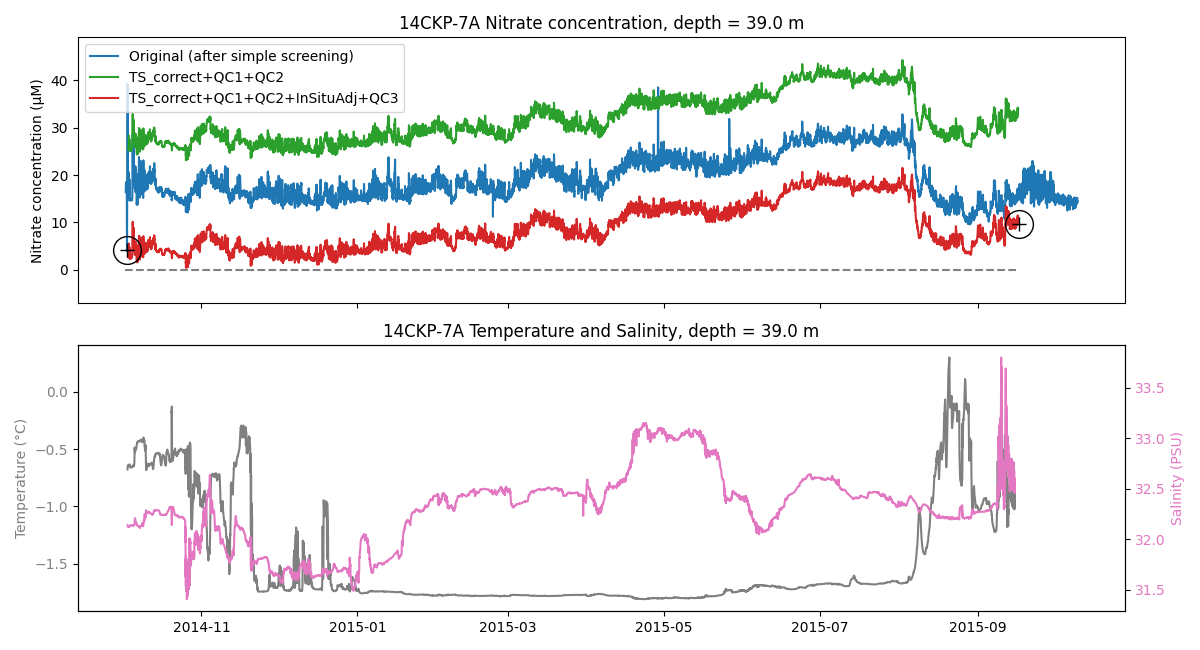 14CKP-7A Nitrate concentration, depth = 39.0 m
Nitrate concentration (μM)
40
30
20
10
0
Original (after simple screening)
TS_correct+QC1+QC2
TS_correct+QC1+QC2+InSituAdj+QC3
14CKP-7A Temperature and Salinity, depth = 39.0 m
Temperature (°C)
0.0
−0.5
−1.0
−1.5
33.5
33.0
32.5
32.0
31.5
Salinity (PSU)
2014-11
2015-01
2015-03
2015-05
2015-07
2015-09